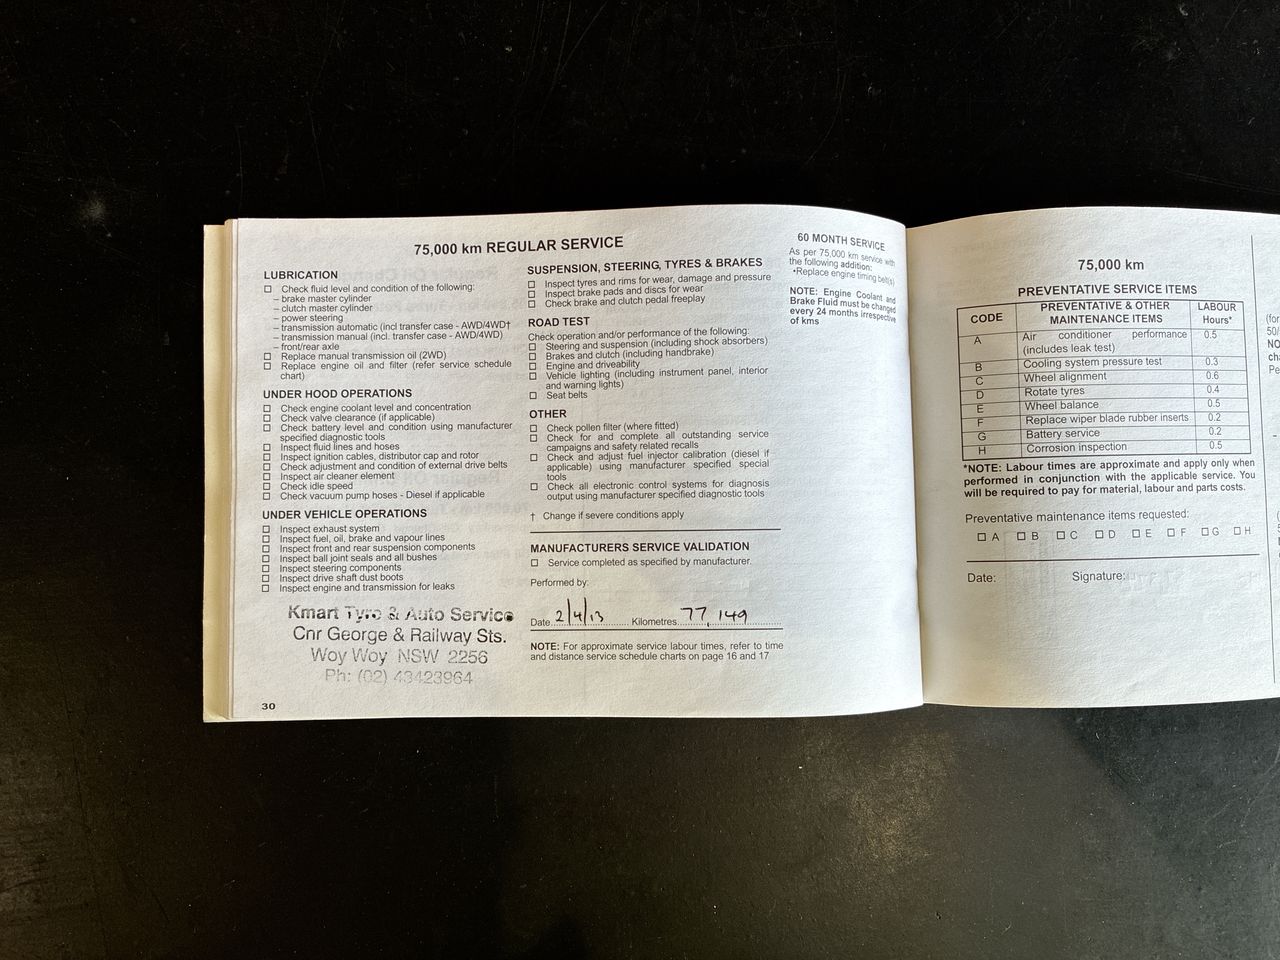 75,000 km REGULAR SERVICE
LUBRICATION
☐ Check fluid level and condition of the following:
– brake master cylinder
– clutch master cylinder
– power steering
– transmission automatic (incl transfer case - AWD/4WD†
– transmission manual (incl. transfer case - AWD/4WD)
– front/rear axle
☐ Replace manual transmission oil (2WD)
☐ Replace engine oil and filter (refer service schedule
chart)
UNDER HOOD OPERATIONS
☐ Check engine coolant level and concentration
☐ Check valve clearance (if applicable)
☐ Check battery level and condition using manufacturer
specified diagnostic tools
☐ Inspect fluid lines and hoses
☐ Inspect ignition cables, distributor cap and rotor
☐ Check adjustment and condition of external drive belts
☐ Inspect air cleaner element
☐ Check idle speed
☐ Check vacuum pump hoses - Diesel if applicable
UNDER VEHICLE OPERATIONS
☐ Inspect exhaust system
☐ Inspect fuel, oil, brake and vapour lines
☐ Inspect front and rear suspension components
☐ Inspect ball joint seals and all bushes
☐ Inspect steering components
☐ Inspect drive shaft dust boots
☐ Inspect engine and transmission for leaks
Kmart Tyre & Auto Service
Cnr George & Railway Sts.
Woy Woy NSW 2256
Ph: (02) 43423964
30
SUSPENSION, STEERING, TYRES & BRAKES
☐ Inspect tyres and rims for wear, damage and pressure
☐ Inspect brake pads and discs for wear
☐ Check brake and clutch pedal freeplay
ROAD TEST
Check operation and/or performance of the following:
☐ Steering and suspension (including shock absorbers)
☐ Brakes and clutch (including handbrake)
☐ Engine and driveability
☐ Vehicle lighting (including instrument panel, interior
and warning lights)
☐ Seat belts
OTHER
☐ Check pollen filter (where fitted)
☐ Check for and complete all outstanding service
campaigns and safety related recalls
☐ Check and adjust fuel injector calibration (diesel if
applicable) using manufacturer specified special
tools
☐ Check all electronic control systems for diagnosis
output using manufacturer specified diagnostic tools
† Change if severe conditions apply
MANUFACTURERS SERVICE VALIDATION
☐ Service completed as specified by manufacturer.
Performed by:
Date 2/4/13 Kilometres 77,149
NOTE: For approximate service labour times, refer to time
and distance service schedule charts on page 16 and 17
60 MONTH SERVICE
As per 75,000 km service with
the following addition:
•Replace engine timing belt(s)
NOTE: Engine Coolant and
Brake Fluid must be changed
every 24 months irrespective
of kms
75,000 km
PREVENTATIVE SERVICE ITEMS
CODE PREVENTATIVE & OTHER MAINTENANCE ITEMS LABOUR Hours*
A Air conditioner performance 0.5
(includes leak test)
B Cooling system pressure test 0.3
C Wheel alignment 0.6
D Rotate tyres 0.4
E Wheel balance 0.5
F Replace wiper blade rubber inserts 0.2
G Battery service 0.2
H Corrosion inspection 0.5
*NOTE: Labour times are approximate and apply only when
performed in conjunction with the applicable service. You
will be required to pay for material, labour and parts costs.
Preventative maintenance items requested:
☐ A ☐ B ☐ C ☐ D ☐ E ☐ F ☐ G ☐ H
Date: Signature:
(for
50/
NO
cha
Pe